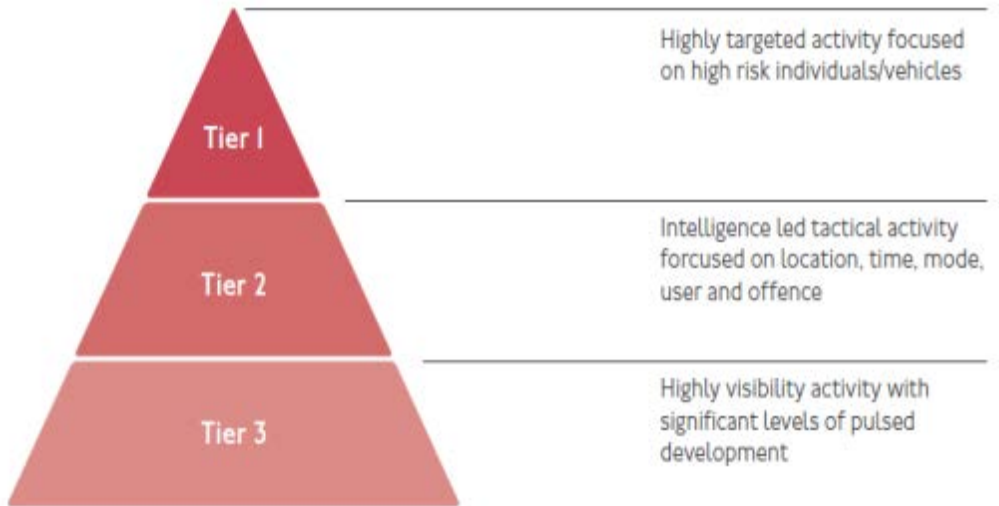 Highly targeted activity focused
on high risk individuals/vehicles
Tier 1
Intelligence led tactical activity
forcused on location, time, mode,
user and offence
Tier 2
Highly visibility activity with
significant levels of pulsed
development
Tier 3